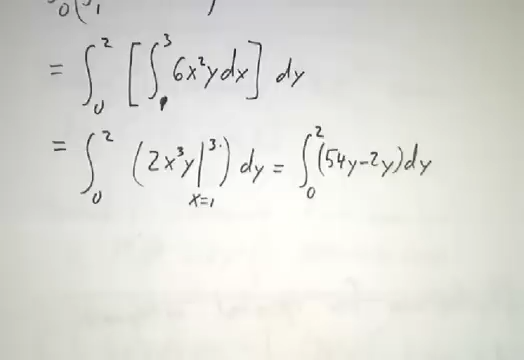 = ∫₀² [∫₁³ 6x²y dx] dy
= ∫₀² (2x³y|³ₓ₌₁) dy = ∫₀² (54y-2y) dy